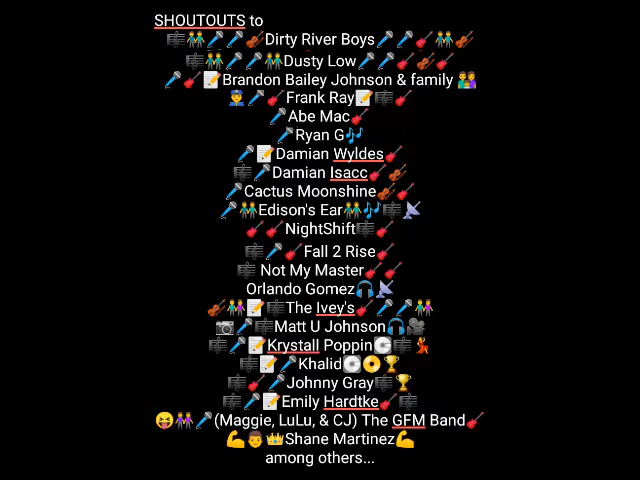 SHOUTOUTS to
🎼👬🎤🎤🎻Dirty River Boys🎤🎤🎸👬🎻
🎼👬🎤🎤👬Dusty Low🎤🎤🎸🎻🎸
🎤🎸📝Brandon Bailey Johnson & family 👫
👮🎤🎸Frank Ray📝🎼🎸
🎤Abe Mac🎸
🎤Ryan G🎶
🎤📝Damian Wyldes🎸
🎼🎤Damian Isacc🎸🎻
🎤Cactus Moonshine🎻🎸
🎤👬Edison's Ear👬🎶🎼📡
🎸🎸NightShift🎼🎸
🎼🎤🎸Fall 2 Rise🎸
🎼 Not My Master🎸🎸
Orlando Gomez🎧📡
🎻👫📝🎼The Ivey's🎸🎤🎤👫
📷🎤🎼Matt U Johnson🎧🎥
🎼🎤📝Krystall Poppin💽🎼💃
🎼📝🎤Khalid💽📀🏆
🎼🎸🎤Johnny Gray🎼🏆
🎼🎤📝Emily Hardtke🎸🎼
😝👭🎤(Maggie, LuLu, & CJ) The GFM Band🎸
💪👨👑Shane Martinez💪
among others...